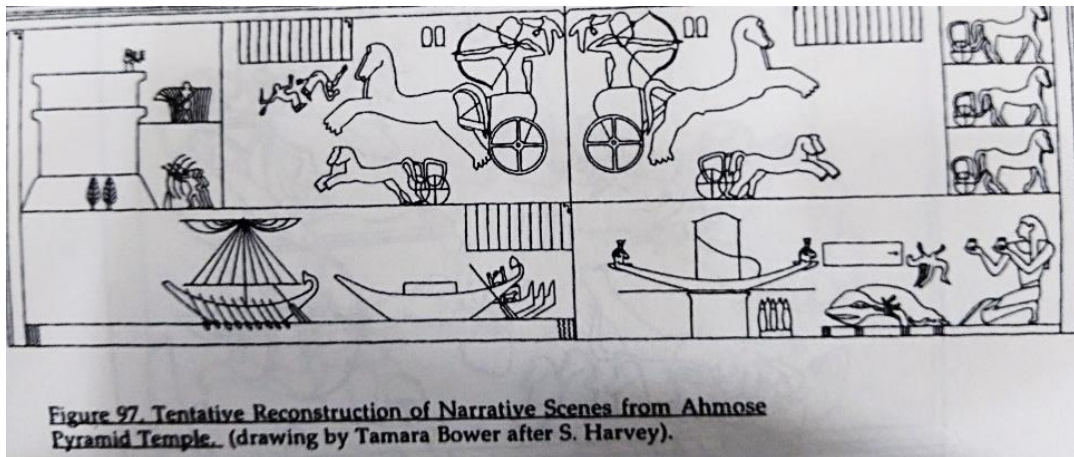 Figure 97. Tentative Reconstruction of Narrative Scenes from Ahmose
Pyramid Temple. (drawing by Tamara Bower after S. Harvey).